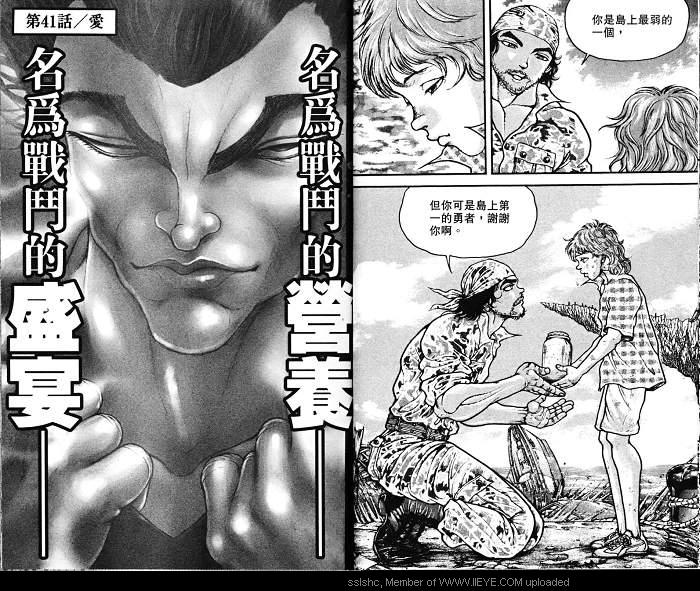 第41話／愛
名爲戰鬥的營養——
名爲戰鬥的盛宴——
你是島上最弱的
一個，
但你可是島上第
一的勇者，謝謝
你啊。
sslshc, Member of WWW.IIEYE.COM uploaded